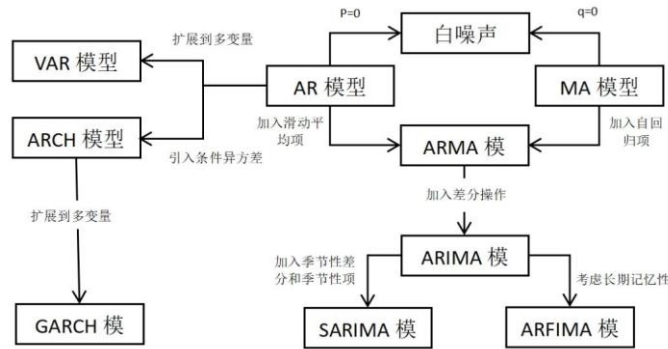 P=0
q=0
扩展到多变量
白噪声
VAR 模型
AR 模型
MA 模型
加入滑动平
均项
加入自回
归项
ARCH 模型
引入条件异方差
ARMA 模
扩展到多变量
加入差分操作
ARIMA 模
加入季节性差
分和季节性项
考虑长期记忆性
GARCH 模
SARIMA 模
ARFIMA 模